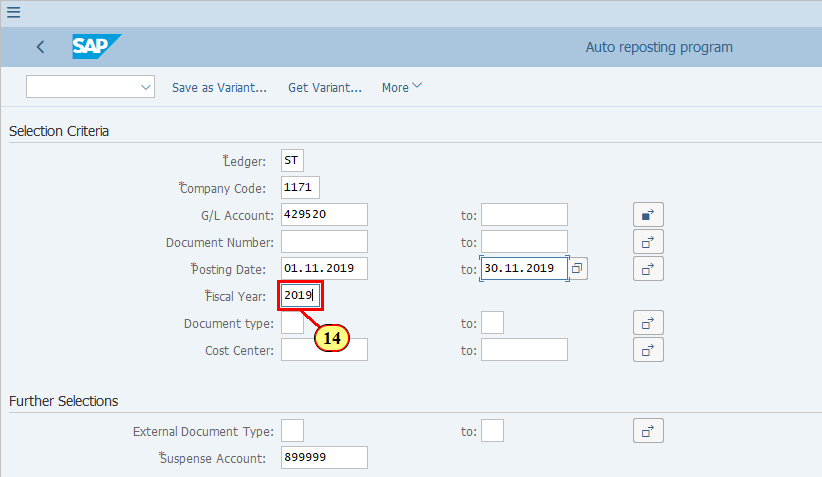 SAP Auto reposting program
Save as Variant... Get Variant... More
Selection Criteria
*Ledger: ST
*Company Code: 1171
G/L Account: 429520 to:
Document Number: to:
*Posting Date: 01.11.2019 to: 30.11.2019
*Fiscal Year: 2019
Document type: to:
14
Cost Center: to:
Further Selections
External Document Type: to:
*Suspense Account: 899999